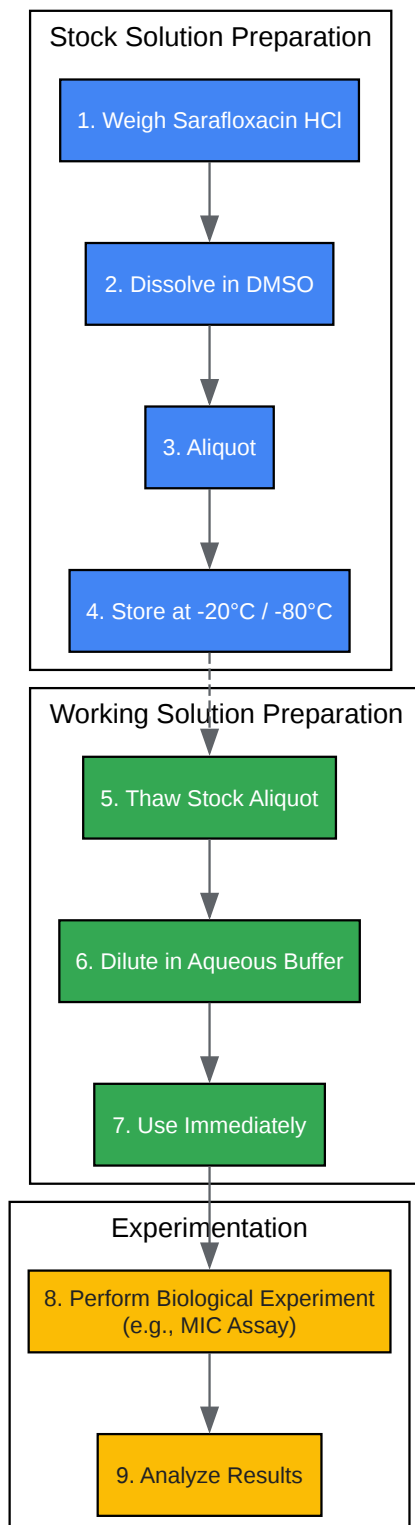 Stock Solution Preparation
1. Weigh Sarafloxacin HCl
2. Dissolve in DMSO
3. Aliquot
4. Store at -20°C / -80°C
Working Solution Preparation
5. Thaw Stock Aliquot
6. Dilute in Aqueous Buffer
7. Use Immediately
Experimentation
8. Perform Biological Experiment
(e.g., MIC Assay)
9. Analyze Results